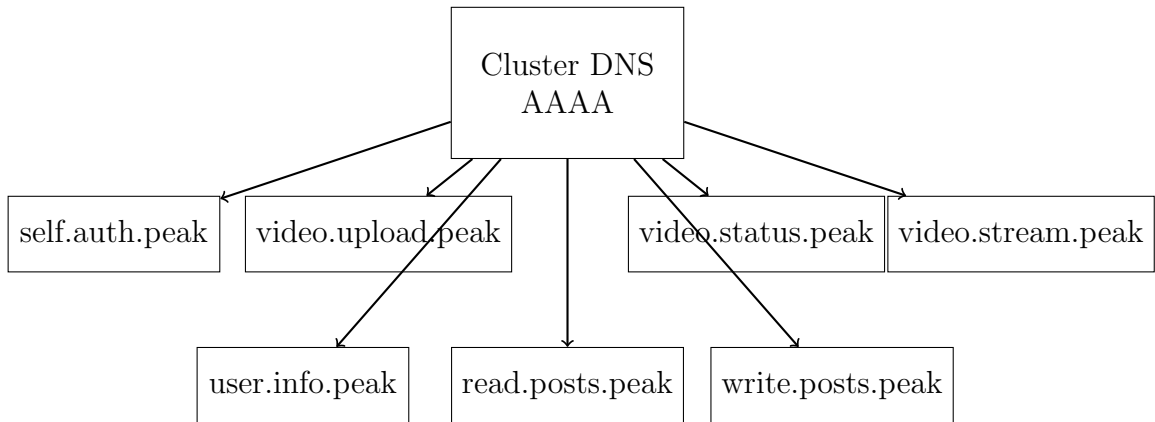 Cluster DNS
AAAA
self.auth.peak
video.upload.peak
video.status.peak
video.stream.peak
user.info.peak
read.posts.peak
write.posts.peak